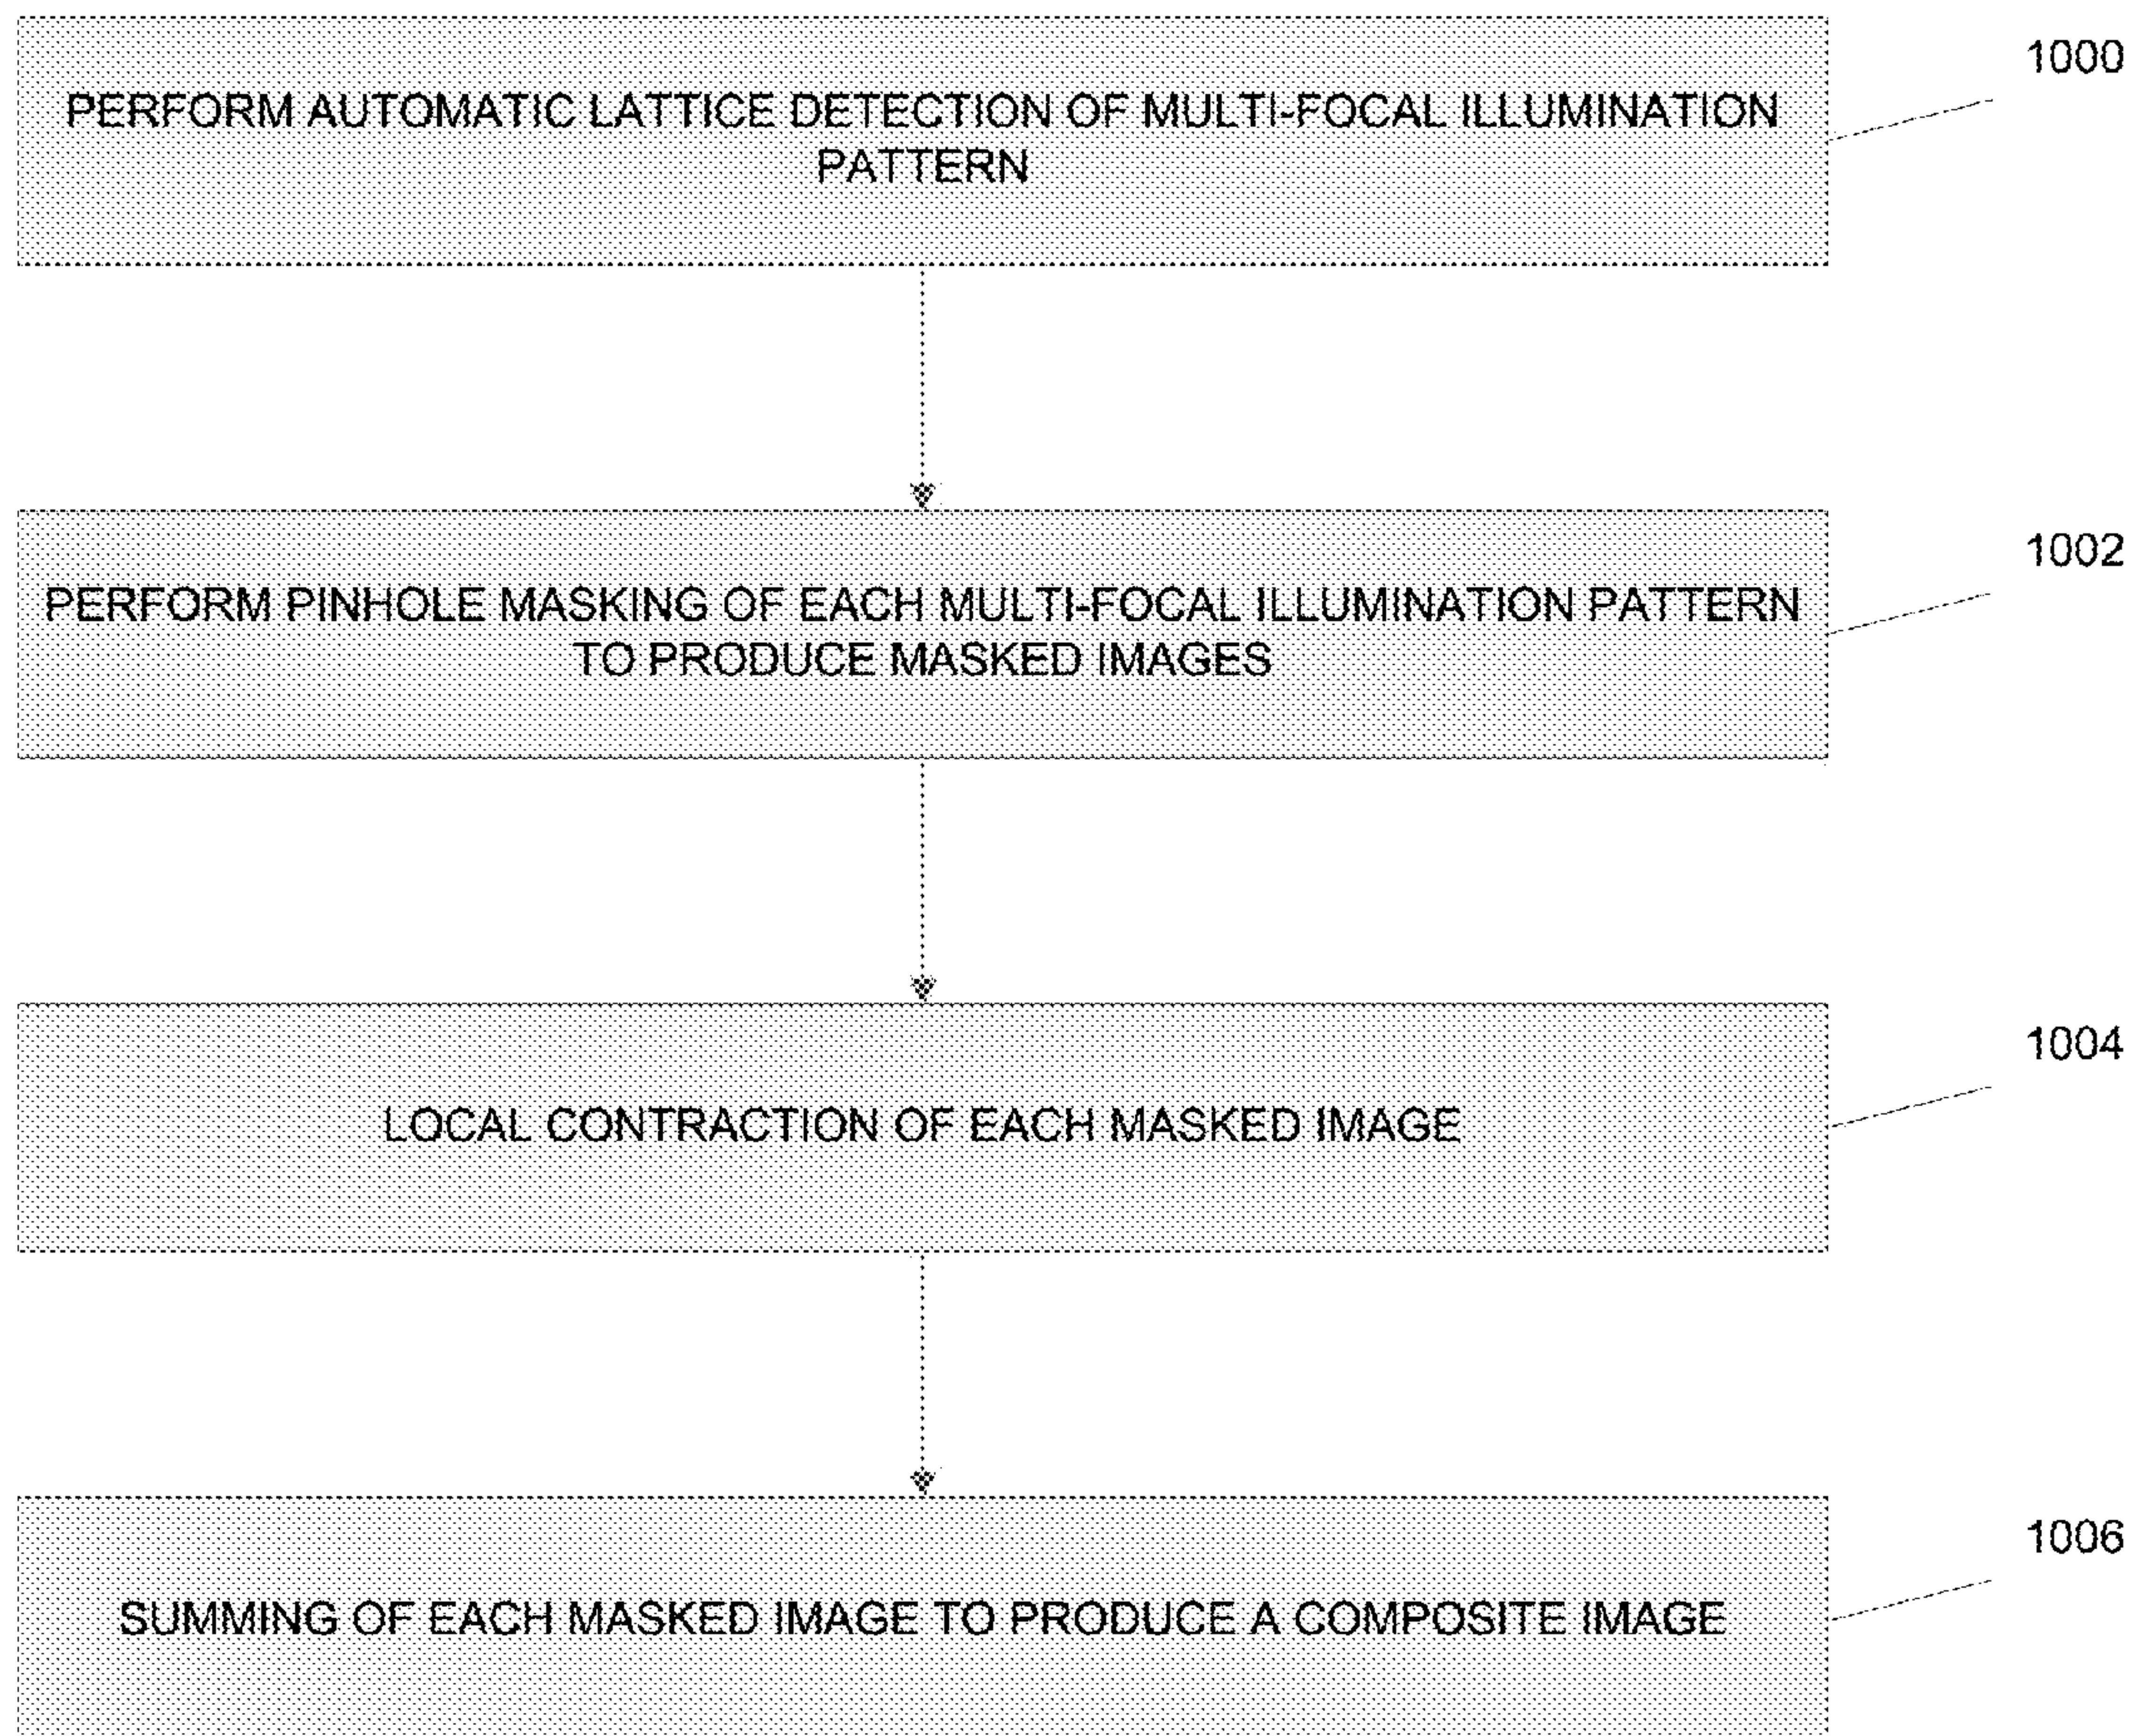 1000
PERFORM AUTOMATIC LATTICE DETECTION OF MULTI-FOCAL ILLUMINATION
PATTERN
1002
PERFORM PINHOLE MASKING OF EACH MULTI-FOCAL ILLUMINATION PATTERN
TO PRODUCE MASKED IMAGES
1004
LOCAL CONTRACTION OF EACH MASKED IMAGE
1006
SUMMING OF EACH MASKED IMAGE TO PRODUCE A COMPOSITE IMAGE